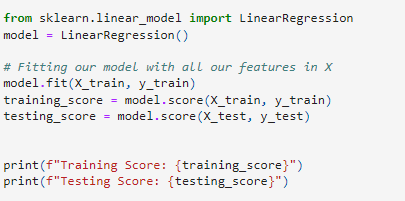 from sklearn.linear_model import LinearRegression
model = LinearRegression()
# Fitting our model with all our features in X
model.fit(X_train, y_train)
training_score = model.score(X_train, y_train)
testing_score = model.score(X_test, y_test)
print(f"Training Score: {training_score}")
print(f"Testing Score: {testing_score}")